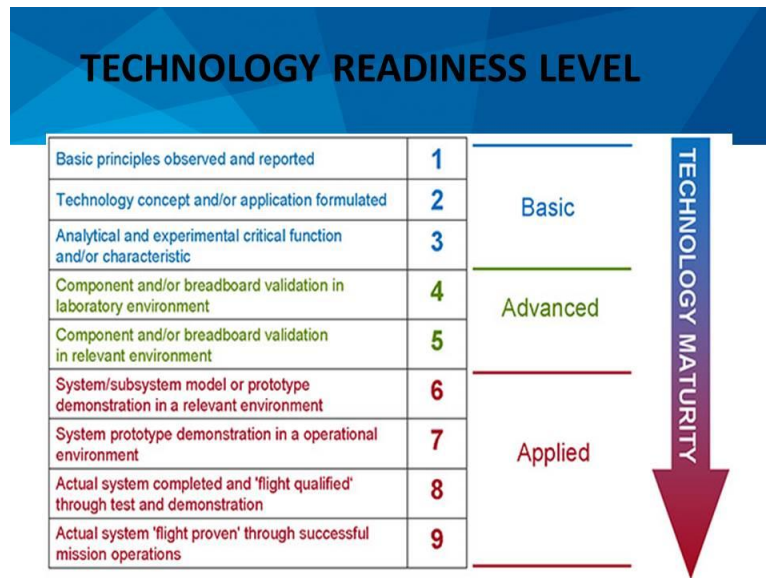 TECHNOLOGY READINESS LEVEL
Basic principles observed and reported
1
Technology concept and/or application formulated
2
Analytical and experimental critical function
and/or characteristic
3
Basic
Component and/or breadboard validation in
laboratory environment
4
Component and/or breadboard validation
in relevant environment
5
Advanced
System/subsystem model or prototype
demonstration in a relevant environment
6
System prototype demonstration in a operational
environment
7
Actual system completed and 'flight qualified'
through test and demonstration
8
Actual system 'flight proven' through successful
mission operations
9
Applied
TECHNOLOGY MATURITY